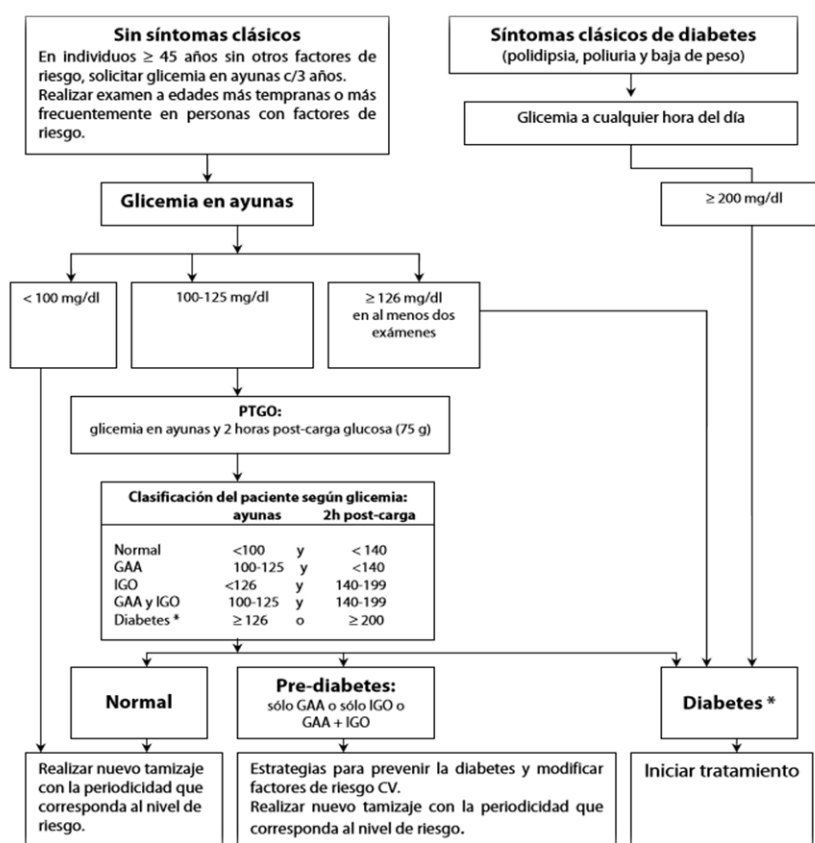 Sin síntomas clásicos
En individuos ≥ 45 años sin otros factores de
riesgo, solicitar glicemia en ayunas c/3 años.
Realizar examen a edades más tempranas o más
frecuentemente en personas con factores de
riesgo.
Síntomas clásicos de diabetes
(polidipsia, poliuria y baja de peso)
Glicemia a cualquier hora del día
≥ 200 mg/dl
Glicemia en ayunas
< 100 mg/dl
100-125 mg/dl
≥ 126 mg/dl
en al menos dos
exámenes
PTGO:
glicemia en ayunas y 2 horas post-carga glucosa (75 g)
Clasificación del paciente según glicemia:
ayunas 2h post-carga
Normal <100 y < 140
GAA 100-125 y <140
IGO <126 y 140-199
GAA y IGO 100-125 y 140-199
Diabetes * ≥ 126 o ≥ 200
Normal
Pre-diabetes:
sólo GAA o sólo IGO o
GAA + IGO
Diabetes *
Realizar nuevo tamizaje
con la periodicidad que
corresponda al nivel de
riesgo.
Estrategias para prevenir la diabetes y modificar
factores de riesgo CV.
Realizar nuevo tamizaje con la periodicidad que
corresponda al nivel de riesgo.
Iniciar tratamiento